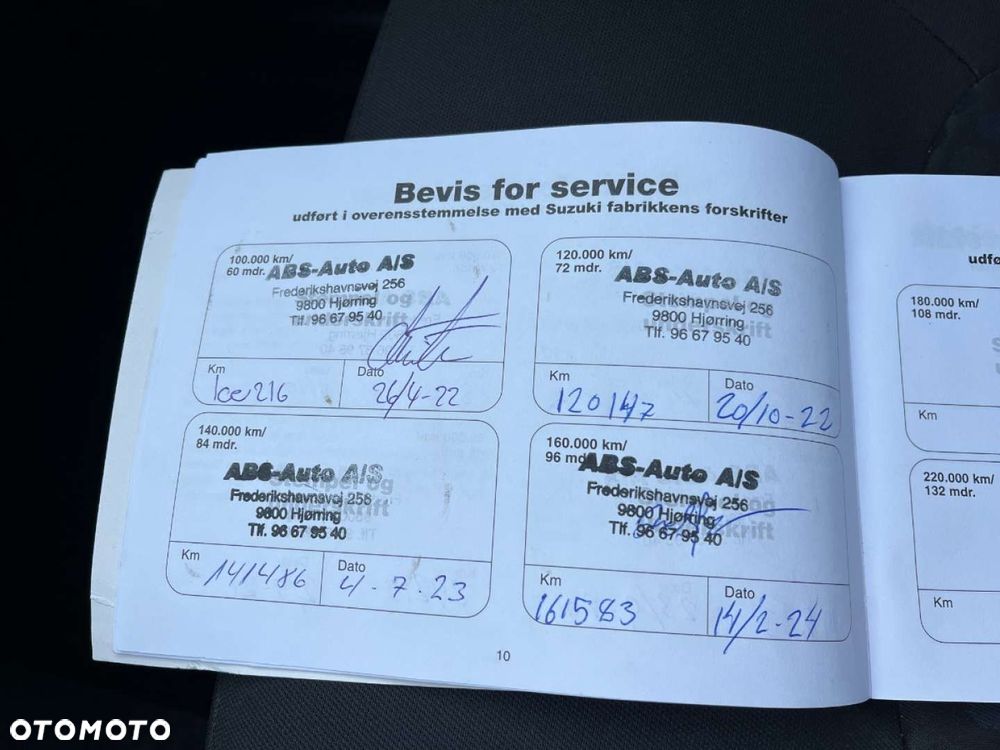 Bevis for service
udført i overensstemmelse med Suzuki fabrikkens forskrifter
100.000 km/
60 mdr.
ABS-Auto A/S
Frederikshavnsvej 256
9800 Hjørring
Tlf. 96 67 95 40
Km
Dato
26/4-22
120.000 km/
72 mdr.
ABS-Auto A/S
Frederikshavnsvej 256
9800 Hjørring
Tlf. 96 67 95 40
Km
120147
Dato
20/10-22
140.000 km/
84 mdr.
ABS-Auto A/S
Frederikshavnsvej 256
9800 Hjørring
Tlf. 96 67 95 40
Km
141486
Dato
4-7-23
160.000 km/
96 mdr.
ABS-Auto A/S
Frederikshavnsvej 256
9800 Hjørring
Tlf. 96 67 95 40
Km
161583
Dato
14/2-24
10
udfø
180.000 km/
108 mdr.
Km
220.000 km/
132 mdr.
Km
OTOMOTO